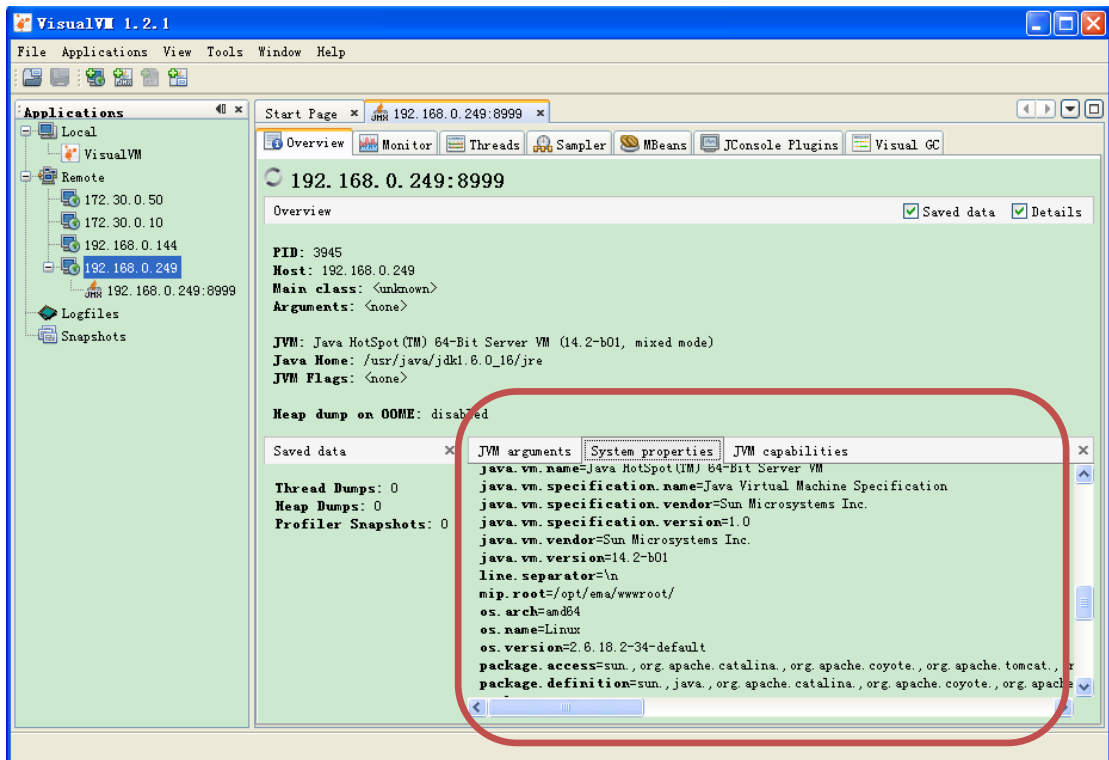 VisualVM 1.2.1
File Applications View Tools Window Help
Applications
Local
VisualVM
Remote
172.30.0.50
172.30.0.10
192.168.0.144
192.168.0.249
JMX 192.168.0.249:8999
Logfiles
Snapshots
Start Page JMX 192.168.0.249:8999
Overview Monitor Threads Sampler MBeans JConsole Plugins Visual GC
192.168.0.249:8999
Overview Saved data Details
PID: 3945
Host: 192.168.0.249
Main class: <unknown>
Arguments: <none>
JVM: Java HotSpot(TM) 64-Bit Server VM (14.2-b01, mixed mode)
Java Home: /usr/java/jdk1.6.0_16/jre
JVM Flags: <none>
Heap dump on OOME: disabled
Saved data
Thread Dumps: 0
Heap Dumps: 0
Profiler Snapshots: 0
JVM arguments System properties JVM capabilities
java.vm.name=Java HotSpot(TM) 64-Bit Server VM
java.vm.specification.name=Java Virtual Machine Specification
java.vm.specification.vendor=Sun Microsystems Inc.
java.vm.specification.version=1.0
java.vm.vendor=Sun Microsystems Inc.
java.vm.version=14.2-b01
line.separator=\n
mip.root=/opt/ema/wwwroot/
os.arch=amd64
os.name=Linux
os.version=2.6.18.2-34-default
package.access=sun.,org.apache.catalina.,org.apache.coyote.,org.apache.tomcat.,
package.definition=sun.,java.,org.apache.catalina.,org.apache.coyote.,org.apache